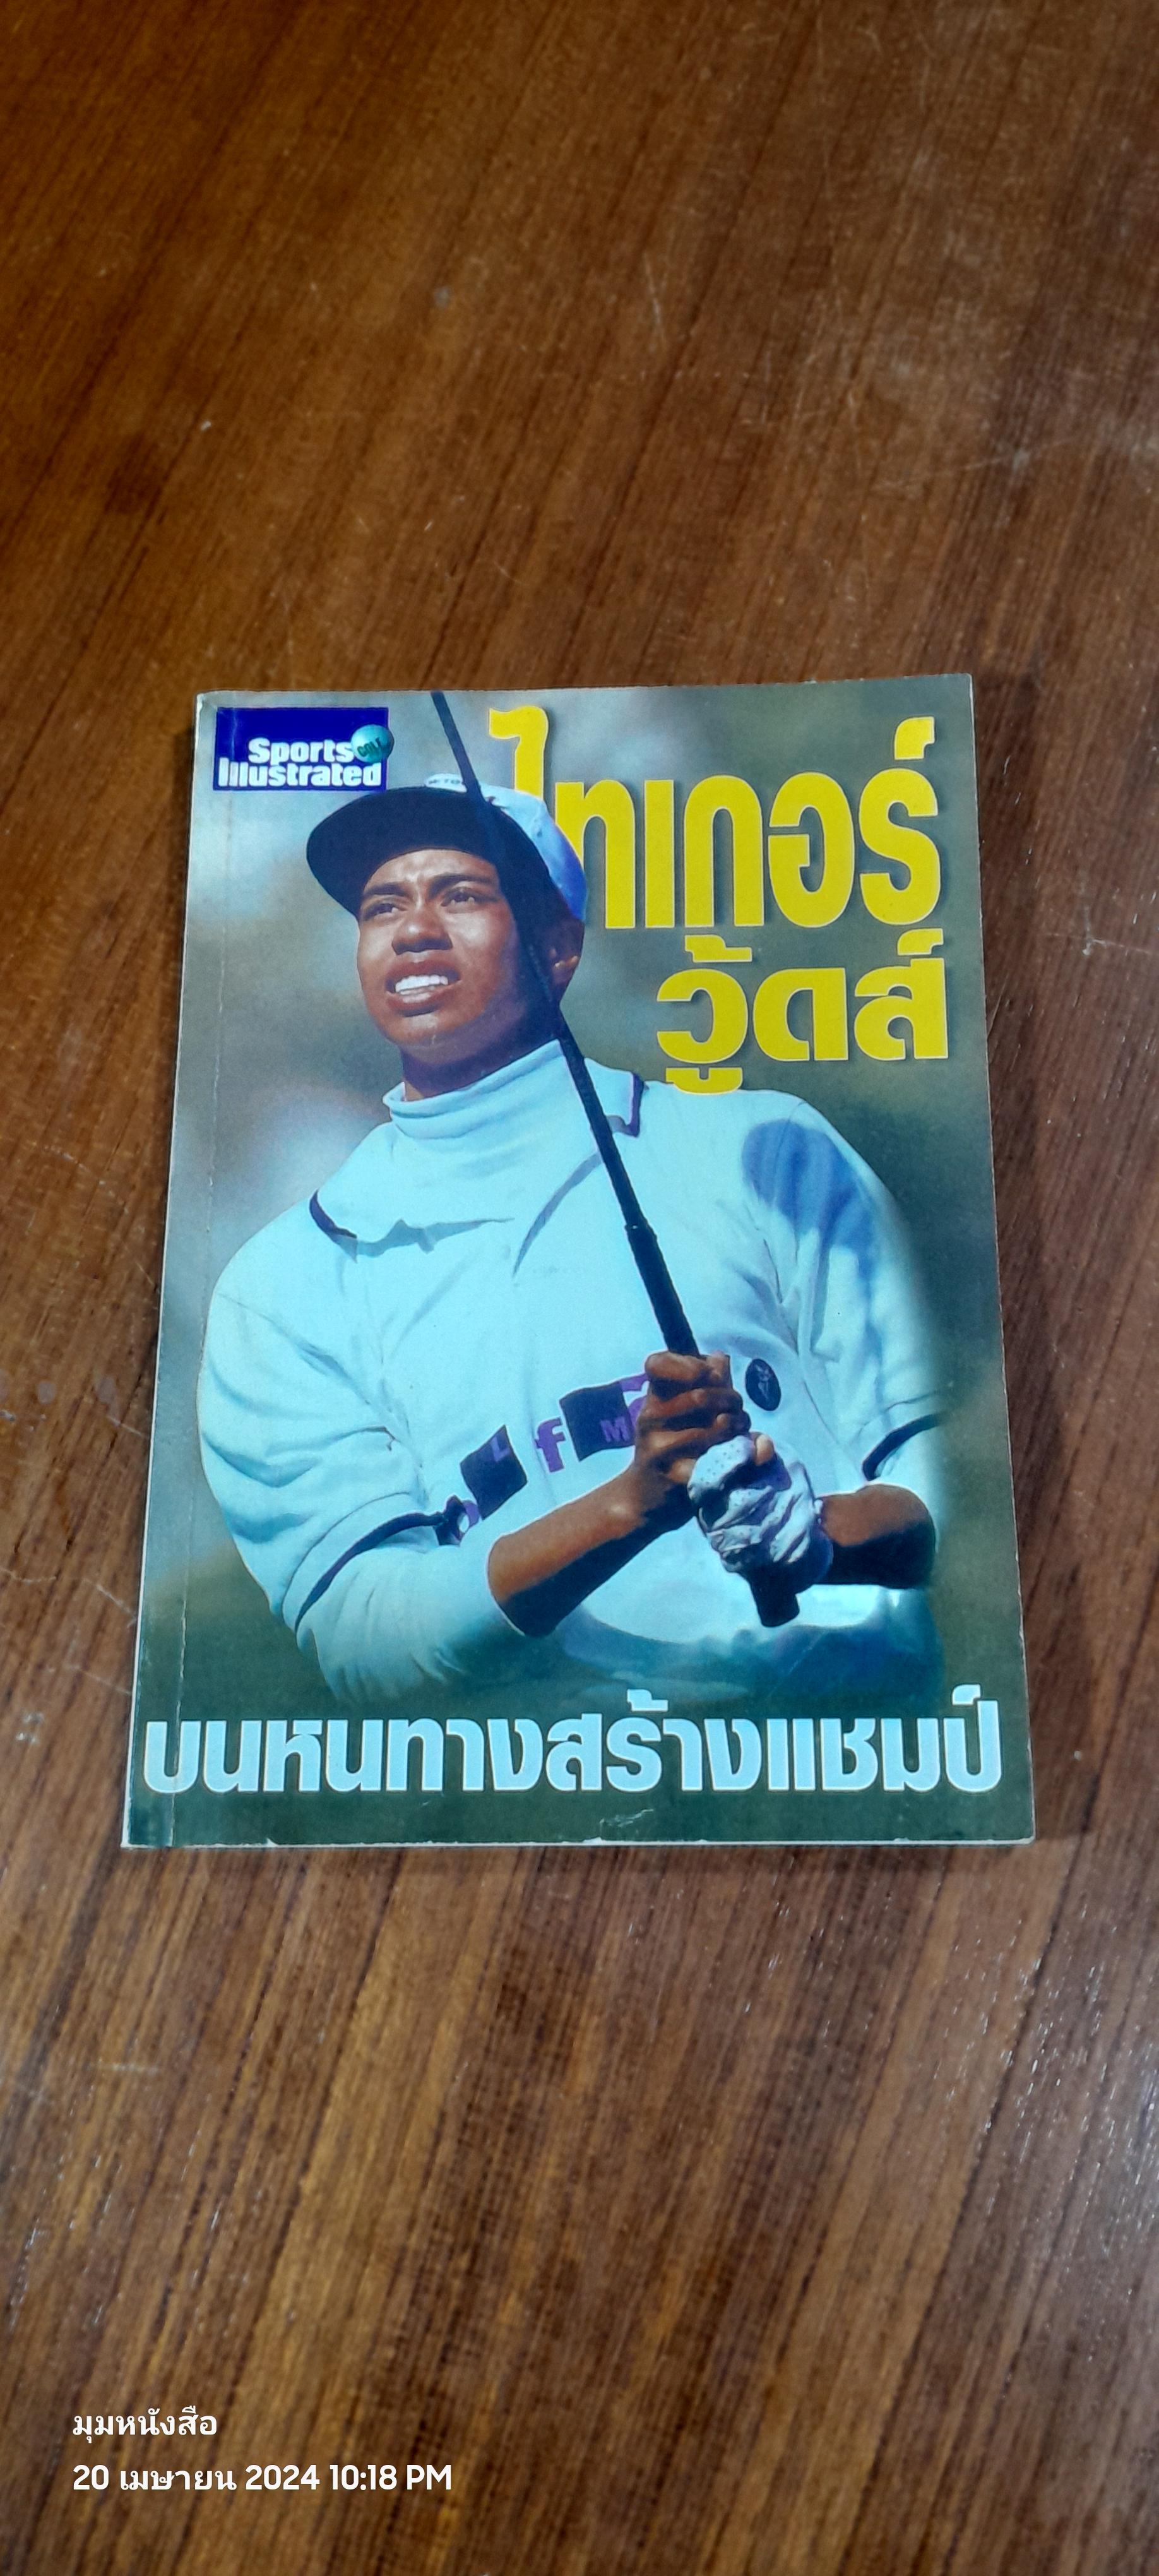 Sports
GOLF
Illustrated
ไทเกอร์
วู้ดส์
บนหนทางสร้างแชมป์
มุมหนังสือ
20 เมษายน 2024 10:18 PM